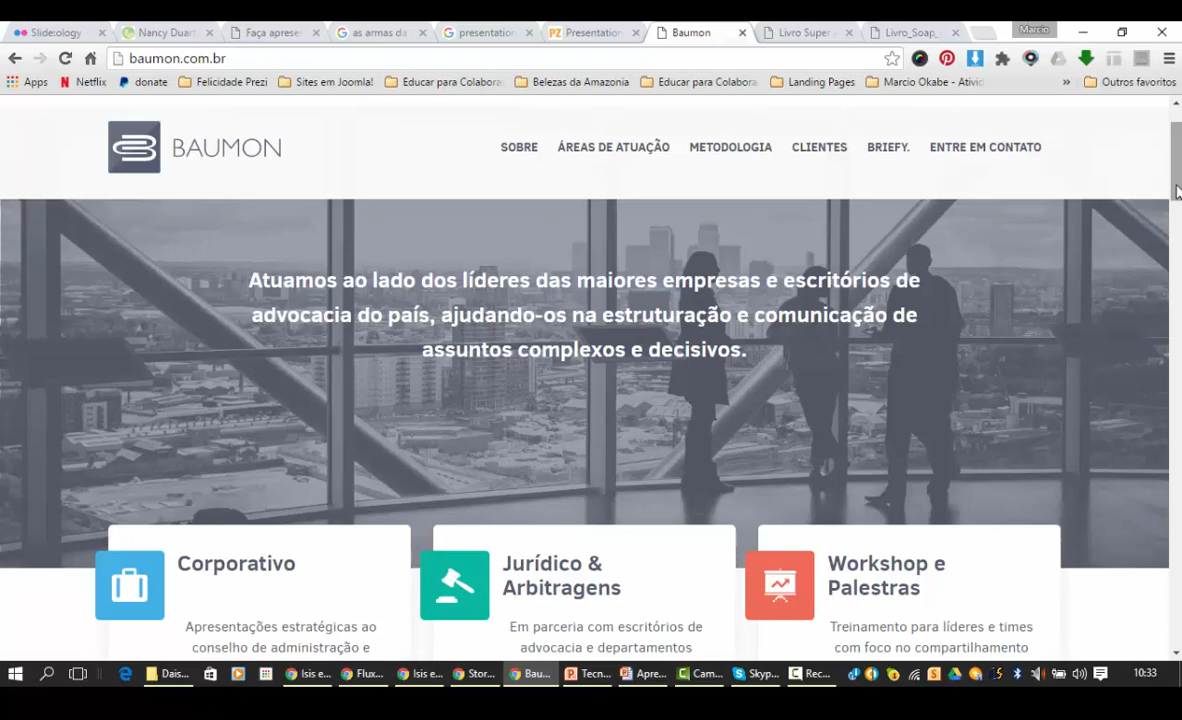 Slide:ology
Nancy Duart
Faça aprese
as armas da
presentation
Presentation
Baumon
Livro Super
Livro_Soap_
Marcio
baumon.com.br
Apps
Netflix
donate
Felicidade Prezi
Sites em Joomla!
Educar para Colabora
Belezas da Amazonia
Educar para Colabora
Landing Pages
Marcio Okabe - Ativid
»
Outros favoritos
BAUMON
SOBRE
ÁREAS DE ATUAÇÃO
METODOLOGIA
CLIENTES
BRIEFY.
ENTRE EM CONTATO
Atuamos ao lado dos líderes das maiores empresas e escritórios de
advocacia do país, ajudando-os na estruturação e comunicação de
assuntos complexos e decisivos.
Corporativo
Apresentações estratégicas ao
conselho de administração e
Jurídico &
Arbitragens
Em parceria com escritórios de
advocacia e departamentos
Workshop e
Palestras
Treinamento para líderes e times
com foco no compartilhamento
Dais...
Isis e...
Flux...
Isis e...
Stor...
Bau...
Tecn...
Apre...
Cam...
Skyp...
Rec...
10:33